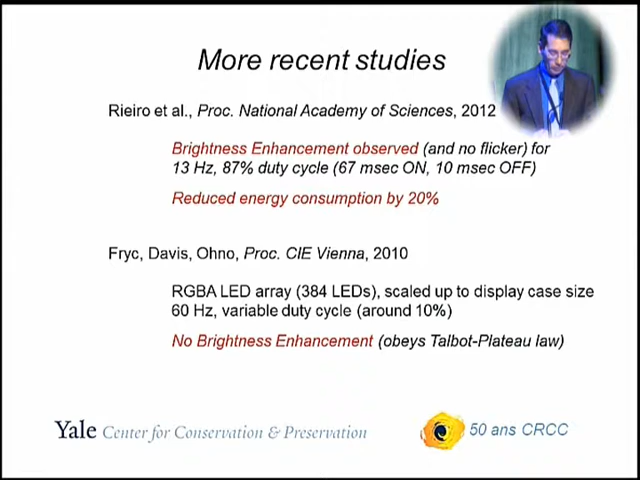 More recent studies
Rieiro et al., Proc. National Academy of Sciences, 2012
Brightness Enhancement observed (and no flicker) for
13 Hz, 87% duty cycle (67 msec ON, 10 msec OFF)
Reduced energy consumption by 20%
Fryc, Davis, Ohno, Proc. CIE Vienna, 2010
RGBA LED array (384 LEDs), scaled up to display case size
60 Hz, variable duty cycle (around 10%)
No Brightness Enhancement (obeys Talbot-Plateau law)
Yale Center for Conservation & Preservation
50 ans CRCC